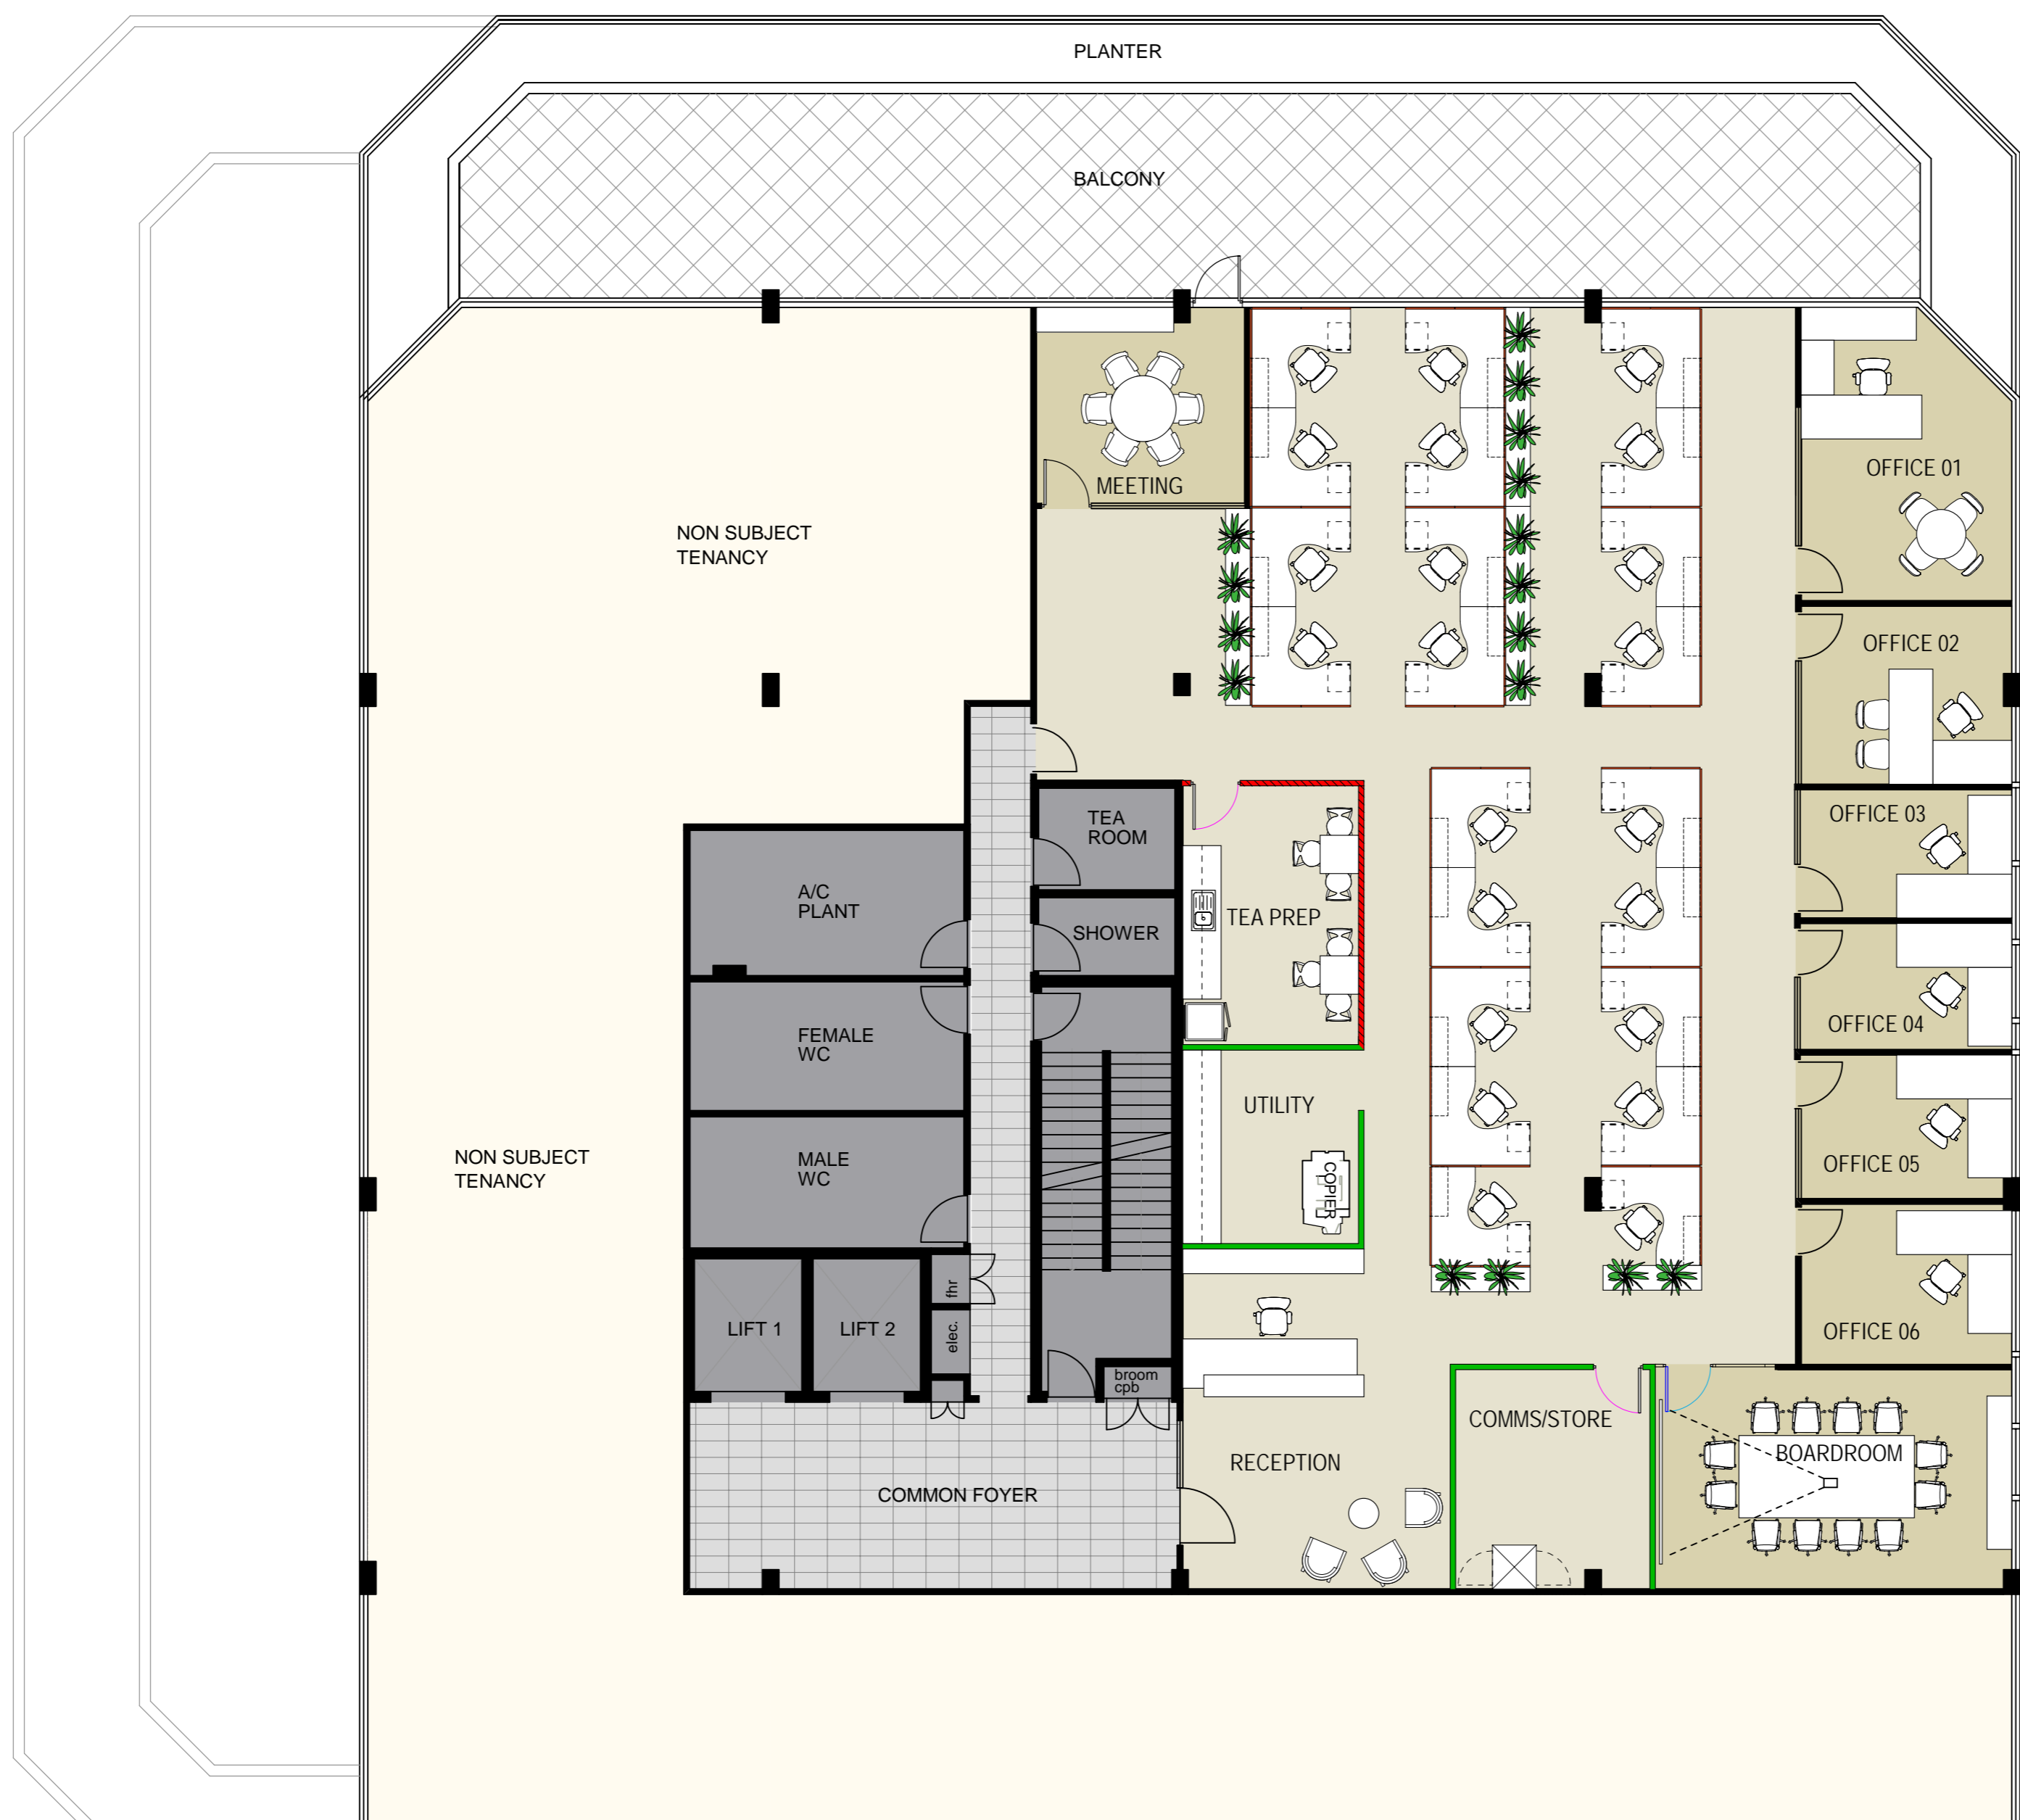 PLANTER
BALCONY
OFFICE 01
MEETING
NON SUBJECT
TENANCY
OFFICE 02
OFFICE 03
TEA
ROOM
A/C
PLANT
TEA PREP
SHOWER
OFFICE 04
FEMALE
WC
UTILITY
NON SUBJECT
TENANCY
MALE
WC
OFFICE 05
COPIER
fhr
LIFT 1
LIFT 2
elec.
OFFICE 06
broom
cpb
COMMS/STORE
BOARDROOM
RECEPTION
COMMON FOYER